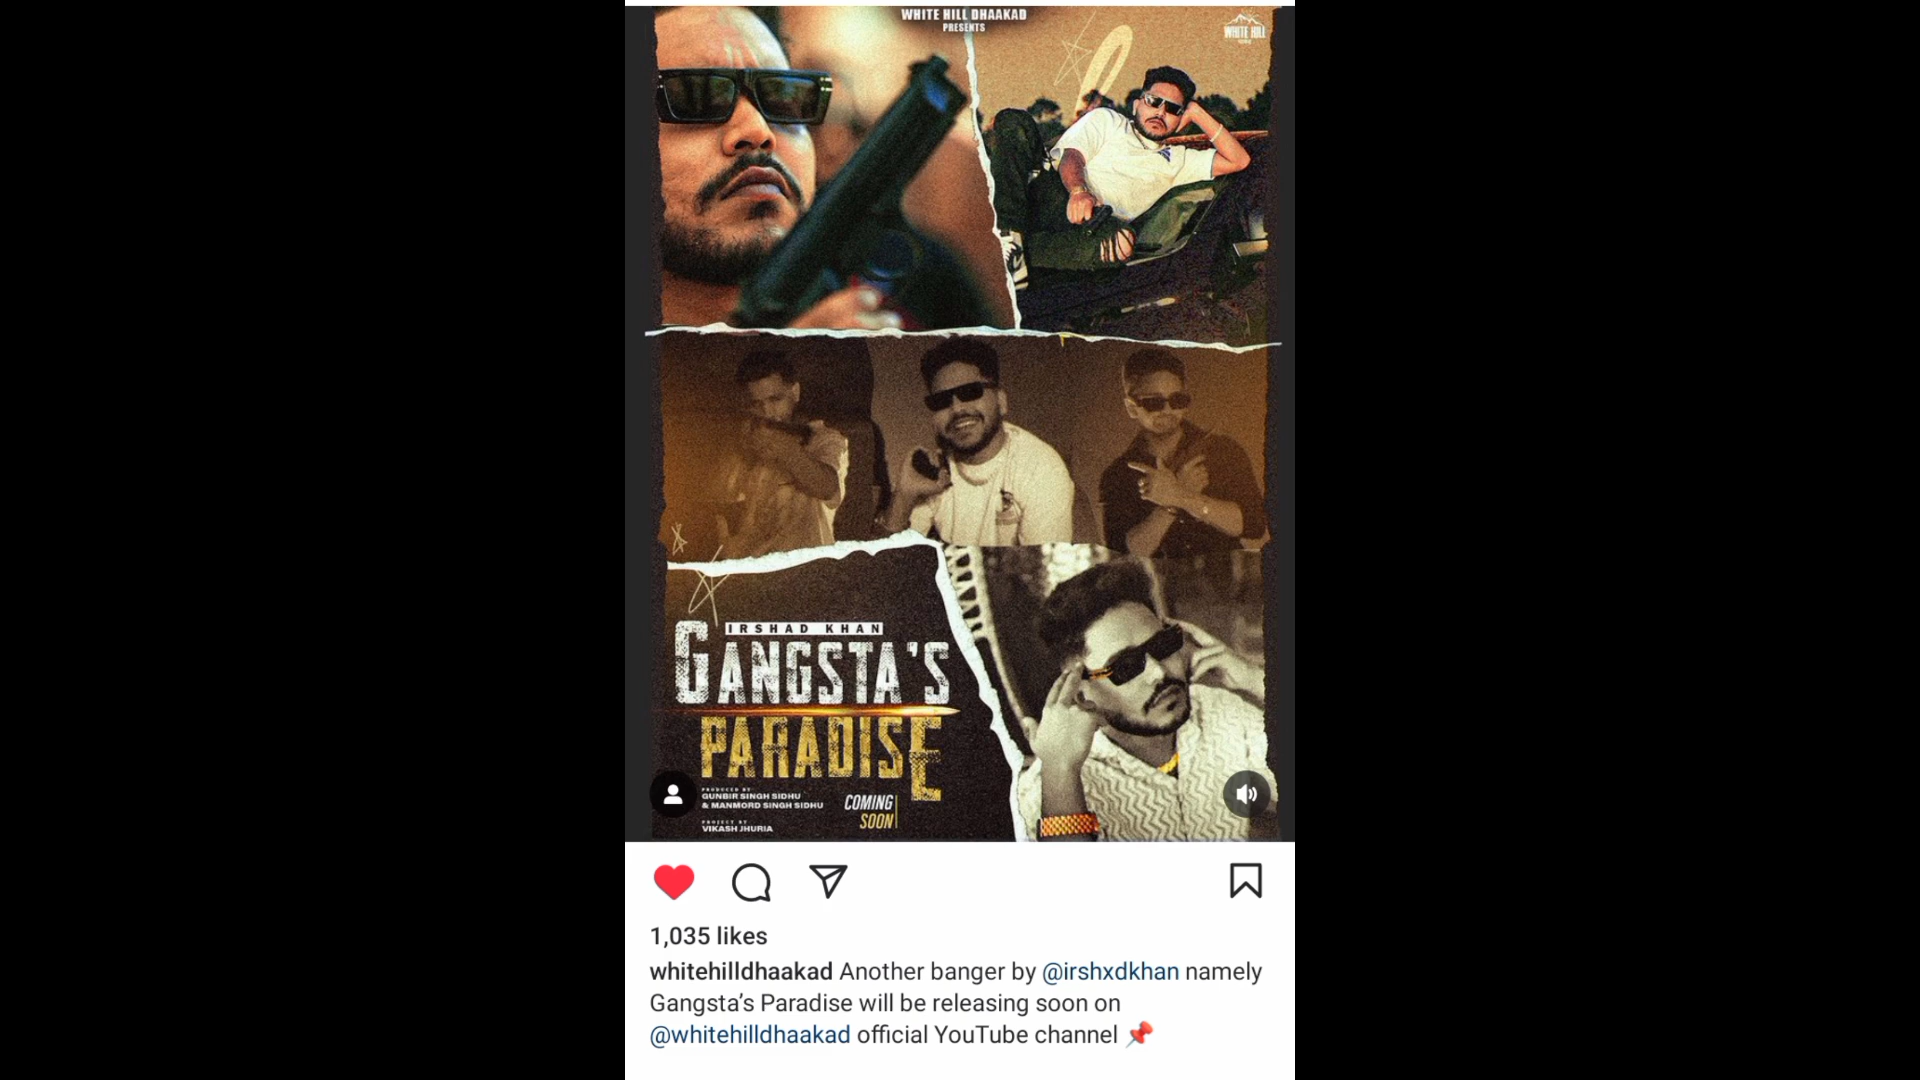 WHITE HILL DHAAKAD
PRESENTS
WHITE HILL
IRSHAD KHAN
GANGSTA'S
PARADISE
PRODUCED BY
GUNBIR SINGH SIDHU
& MANMORD SINGH SIDHU
COMING
SOON
PROJECT BY
VIKASH JHURIA
1,035 likes
whitehilldhaakad Another banger by @irshxdkhan namely
Gangsta’s Paradise will be releasing soon on
@whitehilldhaakad official YouTube channel 📌